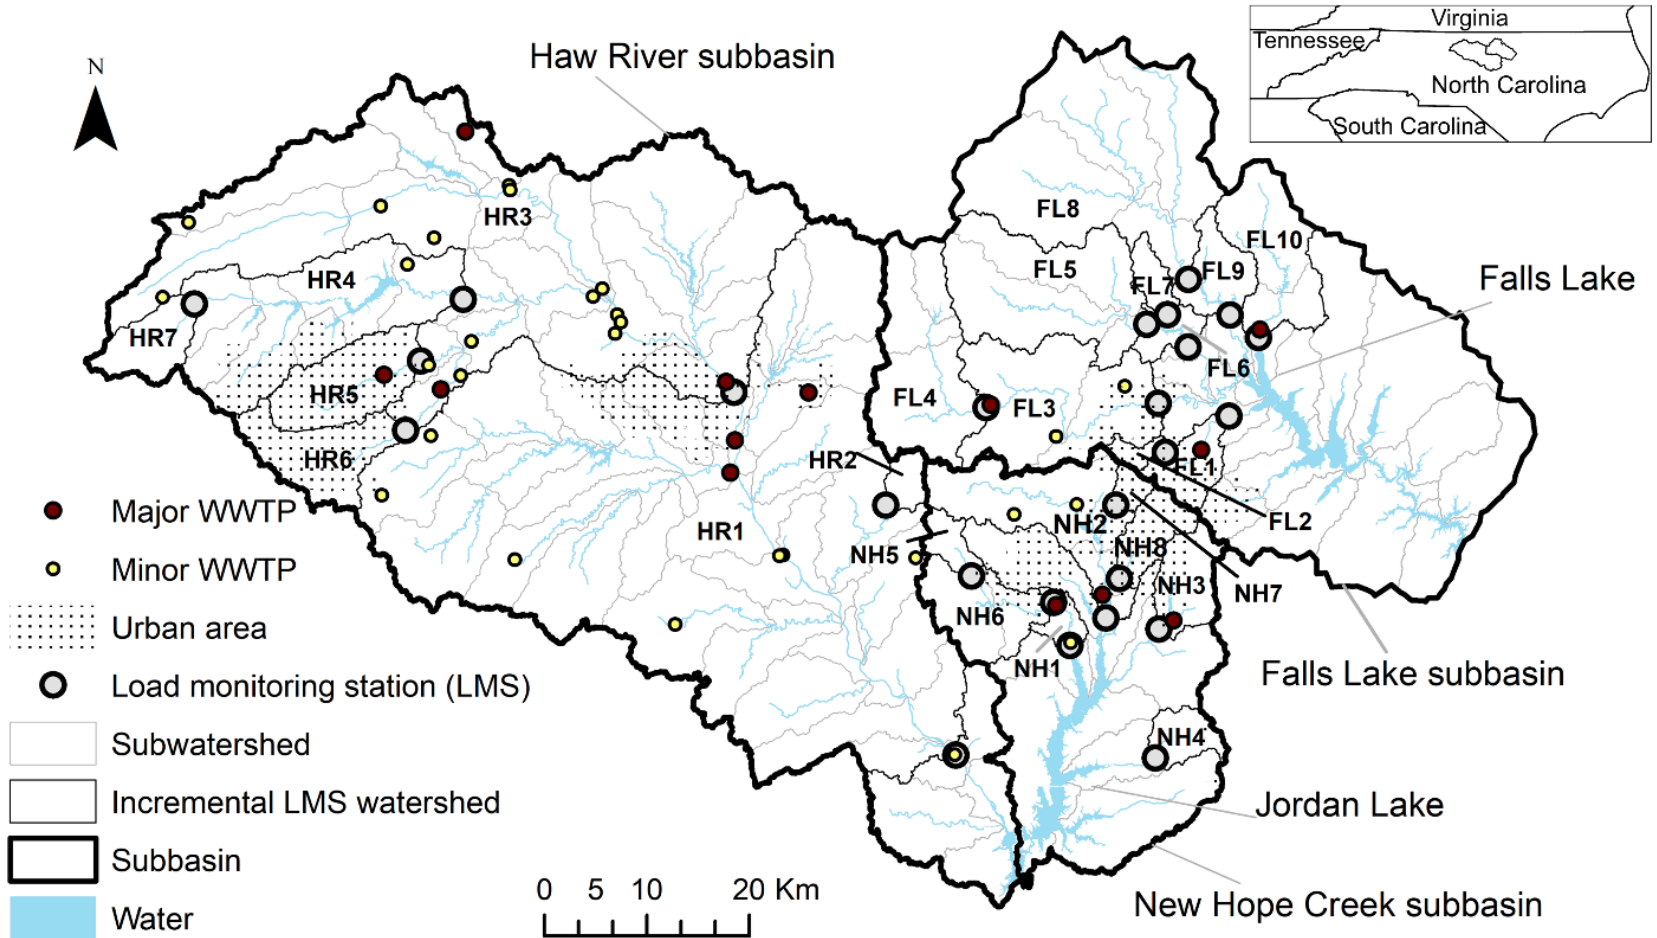 Virginia
Tennessee
North Carolina
South Carolina
N
Haw River subbasin
Falls Lake
HR3
HR4
HR7
HR5
HR6
HR2
HR1
FL8
FL10
FL5
FL9
FL7
FL6
FL4
FL3
FL1
FL2
NH2
NH5
NH8
NH3
NH7
NH6
NH1
NH4
Falls Lake subbasin
Jordan Lake
New Hope Creek subbasin
Major WWTP
Minor WWTP
Urban area
Load monitoring station (LMS)
Subwatershed
Incremental LMS watershed
Subbasin
Water
0 5 10 20 Km